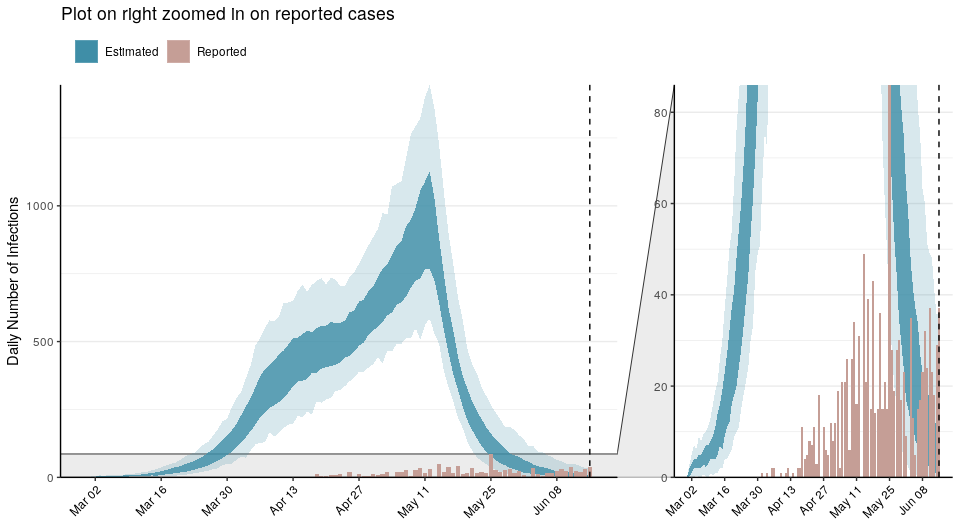 Plot on right zoomed in on reported cases
Estimated Reported
Daily Number of Infections
1000
500
0
Mar 02 Mar 16 Mar 30 Apr 13 Apr 27 May 11 May 25 Jun 08
80
60
40
20
0
Mar 02 Mar 16 Mar 30 Apr 13 Apr 27 May 11 May 25 Jun 08